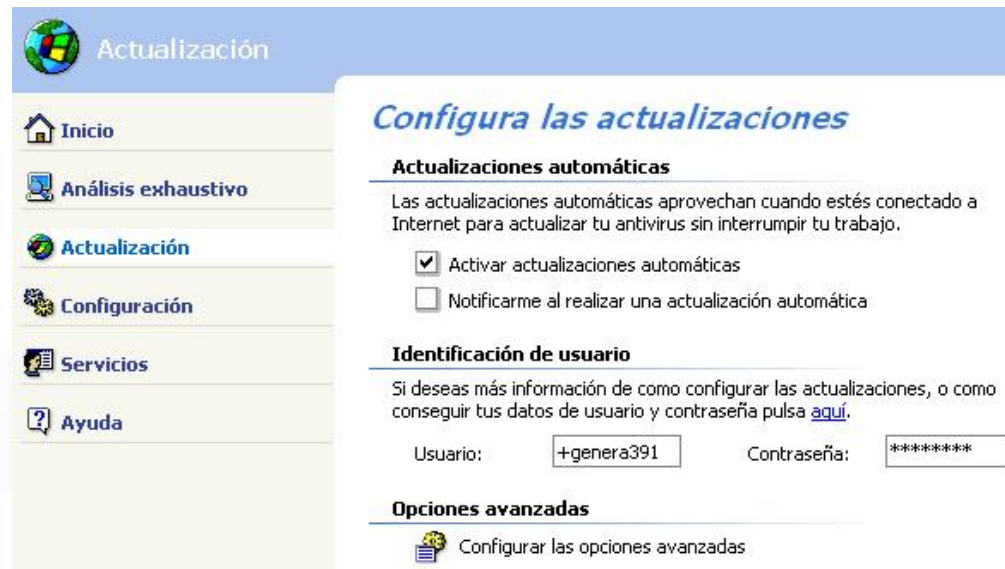 Actualización
Inicio
Análisis exhaustivo
Actualización
Configuración
Servicios
Ayuda
Configura las actualizaciones
Actualizaciones automáticas
Las actualizaciones automáticas aprovechan cuando estés conectado a
Internet para actualizar tu antivirus sin interrumpir tu trabajo.
Activar actualizaciones automáticas
Notificarme al realizar una actualización automática
Identificación de usuario
Si deseas más información de como configurar las actualizaciones, o como
conseguir tus datos de usuario y contraseña pulsa aquí.
Usuario: +genera391 Contraseña: ********
Opciones avanzadas
Configurar las opciones avanzadas